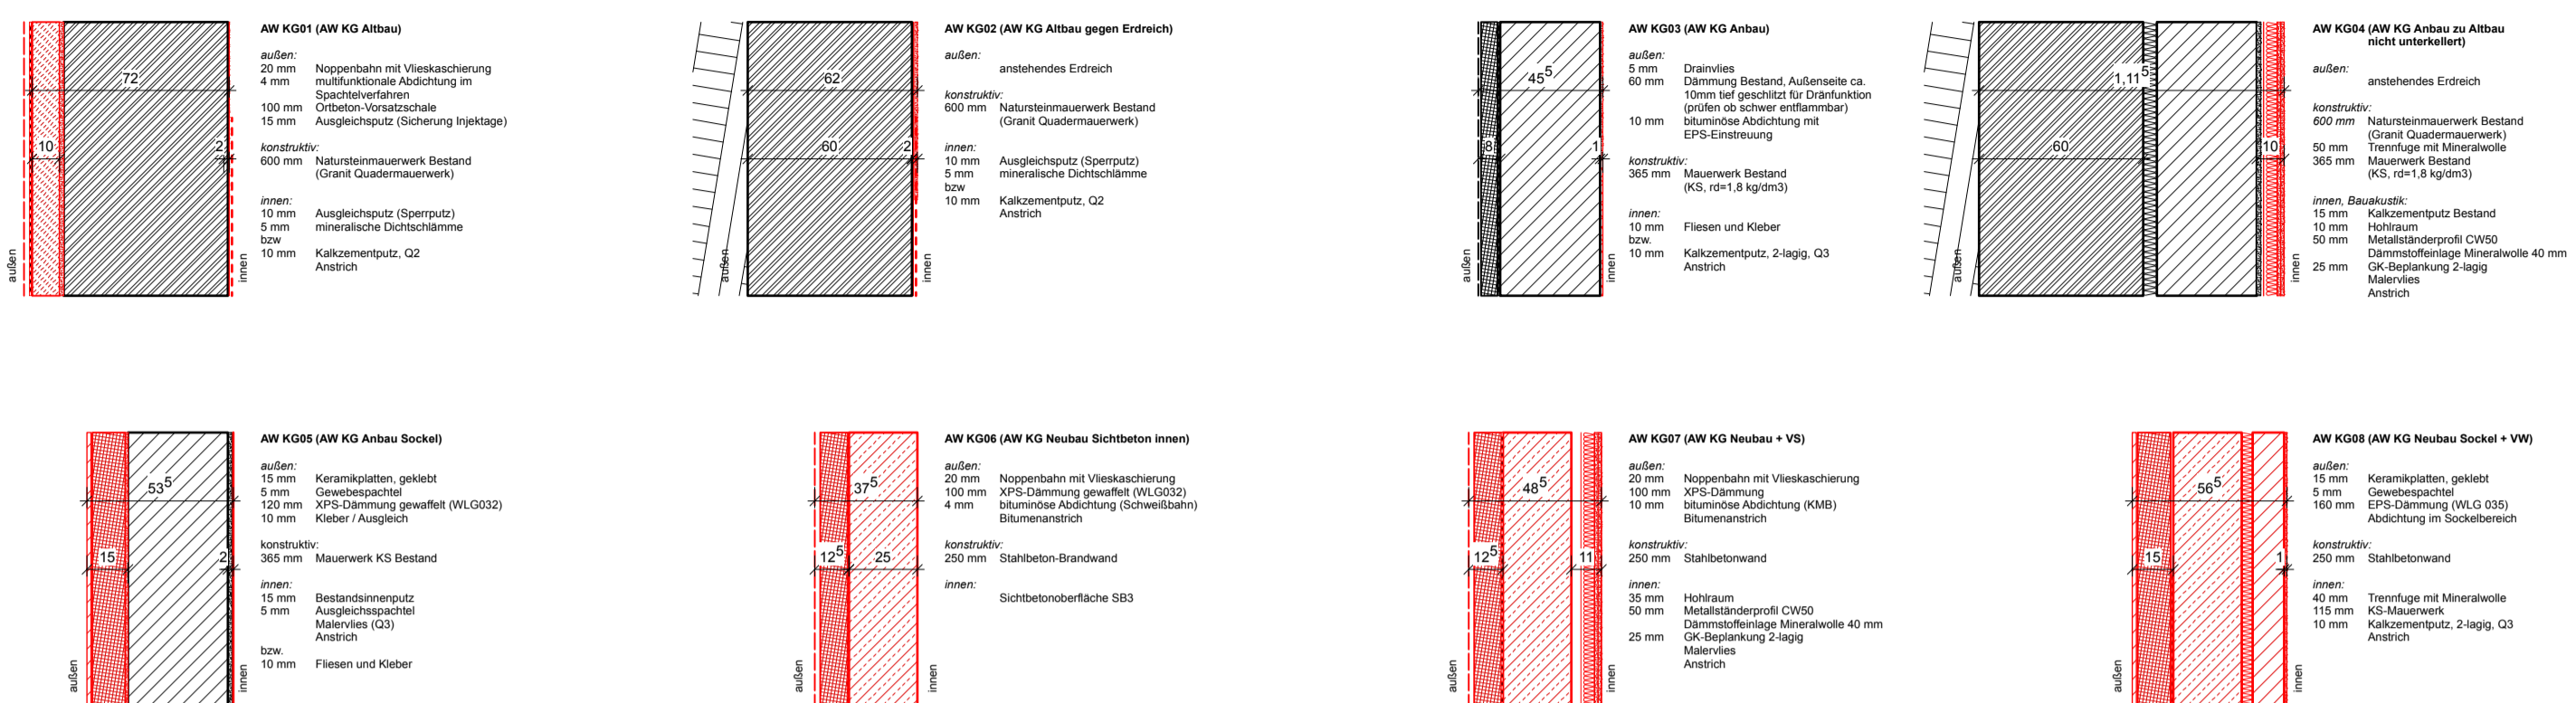 AW KG01 (AW KG Altbau)
außen:
20 mm Noppenbahn mit Vlieskaschierung
4 mm multifunktionale Abdichtung im
Spachtelverfahren
100 mm Ortbeton-Vorsatzschale
15 mm Ausgleichsputz (Sicherung Injektage)
konstruktiv:
600 mm Natursteinmauerwerk Bestand
(Granit Quadermauerwerk)
innen:
10 mm Ausgleichsputz (Sperrputz)
5 mm mineralische Dichtschlämme
bzw
10 mm Kalkzementputz, Q2
Anstrich
72
10
2
außen
innen
AW KG02 (AW KG Altbau gegen Erdreich)
außen:
anstehendes Erdreich
konstruktiv:
600 mm Natursteinmauerwerk Bestand
(Granit Quadermauerwerk)
innen:
10 mm Ausgleichsputz (Sperrputz)
5 mm mineralische Dichtschlämme
bzw
10 mm Kalkzementputz, Q2
Anstrich
62
60
2
außen
innen
AW KG03 (AW KG Anbau)
außen:
5 mm Drainvlies
60 mm Dämmung Bestand, Außenseite ca.
10mm tief geschlitzt für Dränfunktion
(prüfen ob schwer entflammbar)
10 mm bituminöse Abdichtung mit
EPS-Einstreuung
konstruktiv:
365 mm Mauerwerk Bestand
(KS, rd=1,8 kg/dm3)
innen:
10 mm Fliesen und Kleber
bzw.
10 mm Kalkzementputz, 2-lagig, Q3
Anstrich
45⁵
8
1
außen
innen
AW KG04 (AW KG Anbau zu Altbau
nicht unterkellert)
außen:
anstehendes Erdreich
konstruktiv:
600 mm Natursteinmauerwerk Bestand
(Granit Quadermauerwerk)
50 mm Trennfuge mit Mineralwolle
365 mm Mauerwerk Bestand
(KS, rd=1,8 kg/dm3)
innen, Bauakustik:
15 mm Kalkzementputz Bestand
10 mm Hohlraum
50 mm Metallständerprofil CW50
Dämmstoffeinlage Mineralwolle 40 mm
25 mm GK-Beplankung 2-lagig
Malervlies
Anstrich
1,11⁵
60
10
außen
innen
AW KG05 (AW KG Anbau Sockel)
außen:
15 mm Keramikplatten, geklebt
5 mm Gewebespachtel
120 mm XPS-Dämmung gewaffelt (WLG032)
10 mm Kleber / Ausgleich
konstruktiv:
365 mm Mauerwerk KS Bestand
innen:
15 mm Bestandsinnenputz
5 mm Ausgleichsspachtel
Malervlies (Q3)
Anstrich
bzw.
10 mm Fliesen und Kleber
53⁵
15
2
außen
innen
AW KG06 (AW KG Neubau Sichtbeton innen)
außen:
20 mm Noppenbahn mit Vlieskaschierung
100 mm XPS-Dämmung gewaffelt (WLG032)
4 mm bituminöse Abdichtung (Schweißbahn)
Bitumenanstrich
konstruktiv:
250 mm Stahlbeton-Brandwand
innen:
Sichtbetonoberfläche SB3
37⁵
12⁵
25
außen
innen
AW KG07 (AW KG Neubau + VS)
außen:
20 mm Noppenbahn mit Vlieskaschierung
100 mm XPS-Dämmung
10 mm bituminöse Abdichtung (KMB)
Bitumenanstrich
konstruktiv:
250 mm Stahlbetonwand
innen:
35 mm Hohlraum
50 mm Metallständerprofil CW50
Dämmstoffeinlage Mineralwolle 40 mm
25 mm GK-Beplankung 2-lagig
Malervlies
Anstrich
48⁵
12⁵
11
außen
innen
AW KG08 (AW KG Neubau Sockel + VW)
außen:
15 mm Keramikplatten, geklebt
5 mm Gewebespachtel
160 mm EPS-Dämmung (WLG 035)
Abdichtung im Sockelbereich
konstruktiv:
250 mm Stahlbetonwand
innen:
40 mm Trennfuge mit Mineralwolle
115 mm KS-Mauerwerk
10 mm Kalkzementputz, 2-lagig, Q3
Anstrich
56⁵
15
1
außen
innen